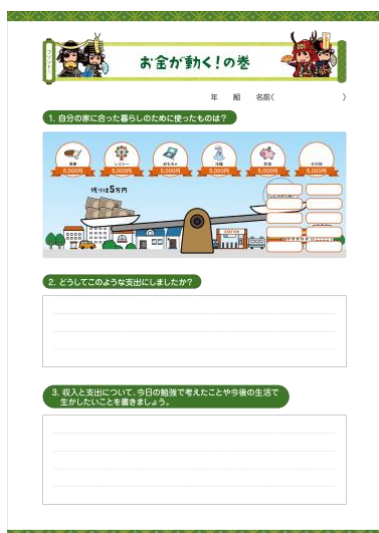 お金が動く!の巻
年 組 名前( )
1. 自分の家に合った暮らしのために使ったものは?
5,000円 5,000円 5,000円 5,000円 5,000円 5,000円
残りは5万円
2. どうしてこのような支出にしましたか?
3. 収入と支出について、今日の勉強で考えたことや今後の生活で
生かしたいことを書きましょう。